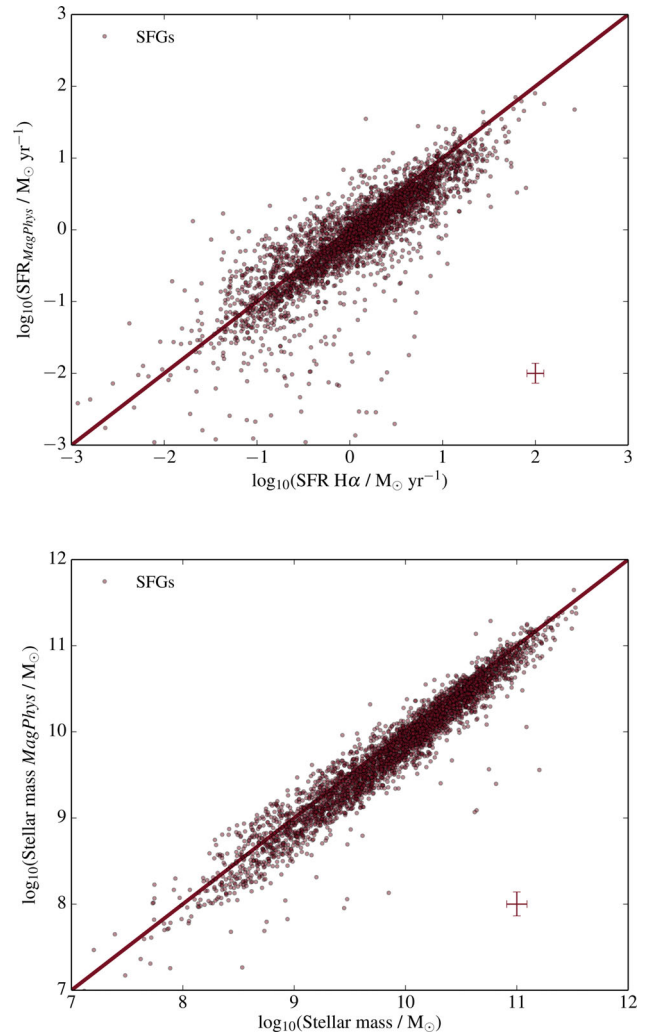 3
SFGs
2
1
0
−1
−2
−3
log₁₀(SFR_MagPhys / M☉ yr⁻¹)
−3 −2 −1 0 1 2 3
log₁₀(SFR Hα / M☉ yr⁻¹)
12
SFGs
11
10
9
8
7
log₁₀(Stellar mass MagPhys / M☉)
7 8 9 10 11 12
log₁₀(Stellar mass / M☉)